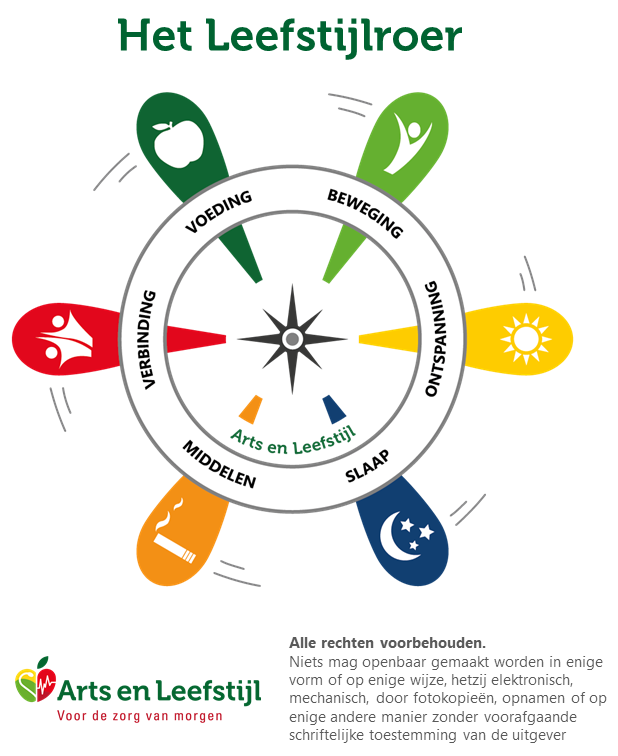 Het Leefstijlroer
VOEDING
BEWEGING
VERBINDING
ONTSPANNING
Arts en Leefstijl
MIDDELEN
SLAAP
Alle rechten voorbehouden.
Niets mag openbaar gemaakt worden in enige
vorm of op enige wijze, hetzij elektronisch,
mechanisch, door fotokopieën, opnamen of op
enige andere manier zonder voorafgaande
schriftelijke toestemming van de uitgever
Arts en Leefstijl
Voor de zorg van morgen